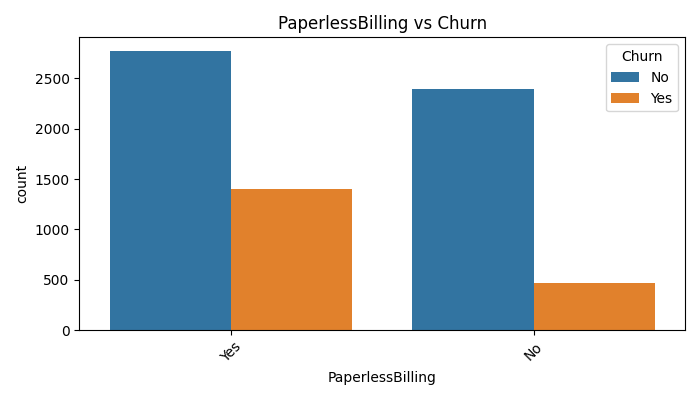 PaperlessBilling vs Churn
Churn
No
Yes
2500
2000
1500
1000
500
0
count
Yes
No
PaperlessBilling